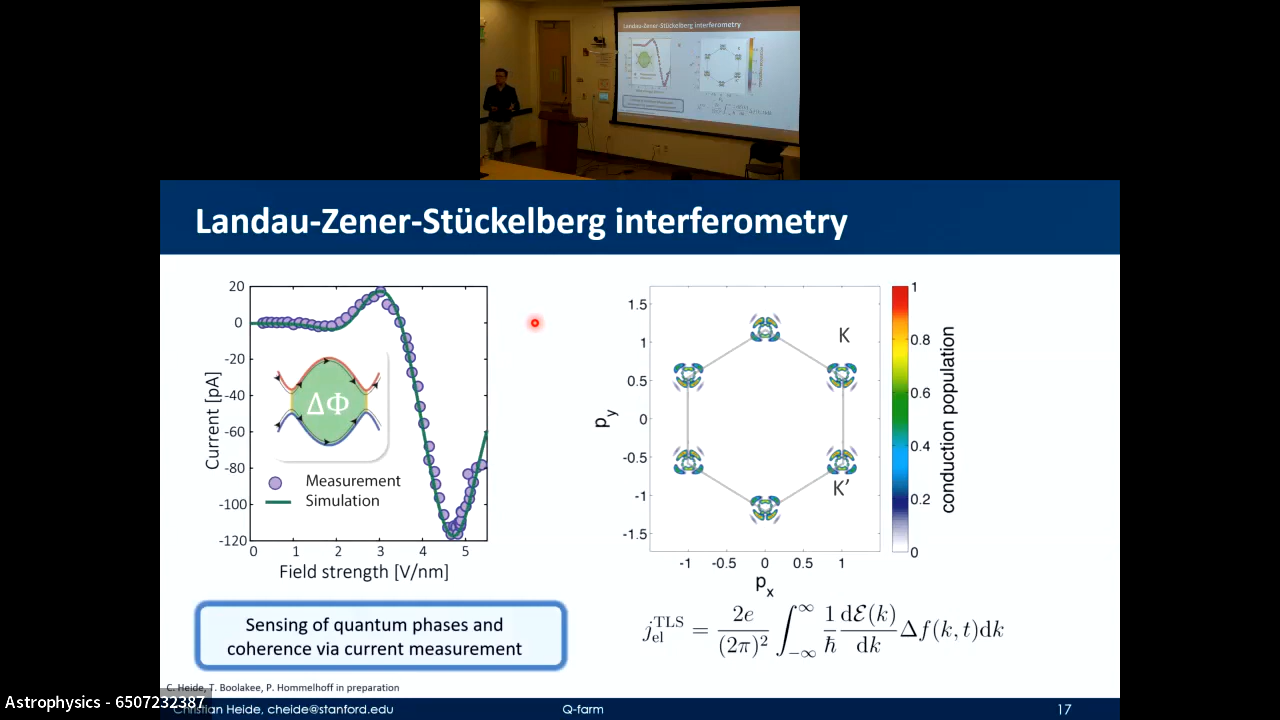 Landau-Zener-Stückelberg interferometry
Landau-Zener-Stückelberg interferometry
20
0
-20
-40
-60
-80
-100
-120
0 1 2 3 4 5
Current [pA]
Field strength [V/nm]
ΔΦ
Measurement
Simulation
1.5
1
0.5
0
-0.5
-1
-1.5
-1 -0.5 0 0.5 1
p_y
p_x
K
K’
1
0.8
0.6
0.4
0.2
0
conduction population
Sensing of quantum phases and
coherence via current measurement
j_el^TLS = 2e/(2π)² ∫_{-∞}^{∞} 1/ħ dℰ(k)/dk Δf(k,t)dk
C. Heide, T. Boolakee, P. Hommelhoff in preparation
Astrophysics - 6507232387
Christian Heide, cheide@stanford.edu Q-farm 17